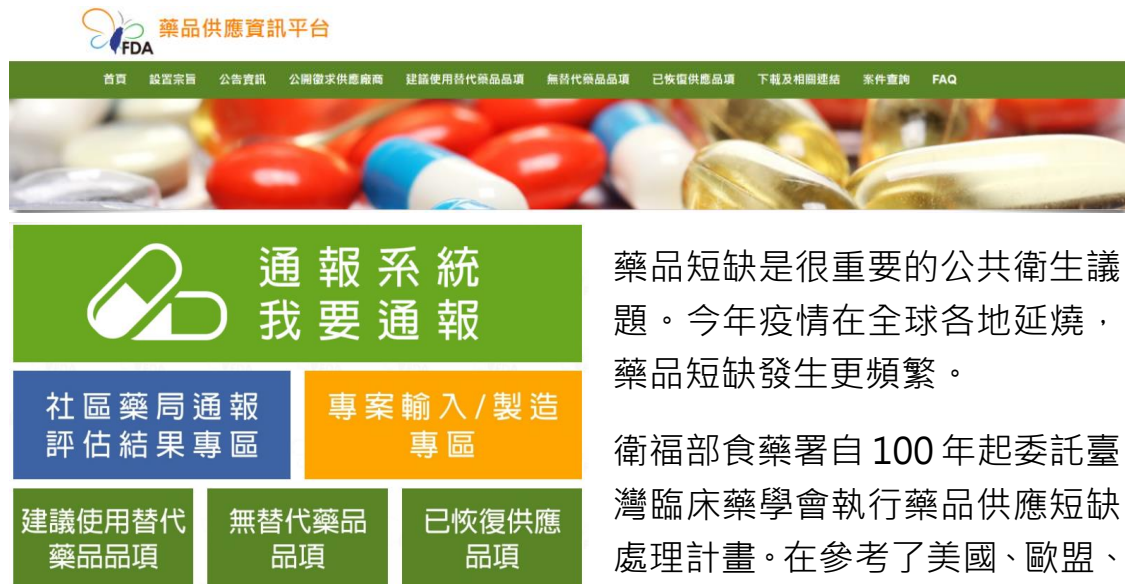 FDA
藥品供應資訊平台
首頁 設置宗旨 公告資訊 公開徵求供應廠商 建議使用替代藥品品項 無替代藥品品項 已恢復供應品項 下載及相關連結 案件查詢 FAQ
通報系統
我要通報
社區藥局通報
評估結果專區
專案輸入/製造
專區
建議使用替代
藥品品項
無替代藥品
品項
已恢復供應
品項
藥品短缺是很重要的公共衛生議
題。今年疫情在全球各地延燒，
藥品短缺發生更頻繁。
衛福部食藥署自 100 年起委託臺
灣臨床藥學會執行藥品供應短缺
處理計畫。在參考了美國、歐盟、